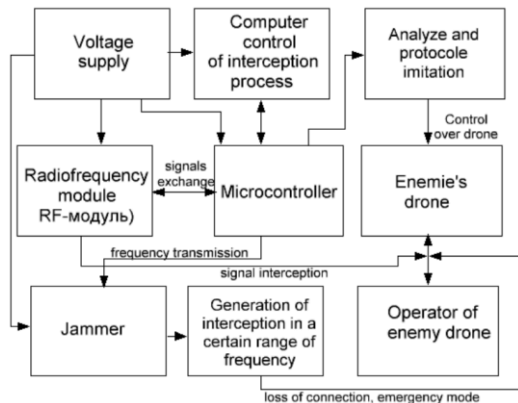 Voltage
supply
Computer
control
of interception
process
Analyze and
protocole
imitation
Control
over drone
Radiofrequency
module
RF-модуль)
signals
exchange
Microcontroller
Enemie's
drone
frequency transmission
signal interception
Jammer
Generation of
interception in a
certain range of
frequency
Operator of
enemy drone
loss of connection, emergency mode